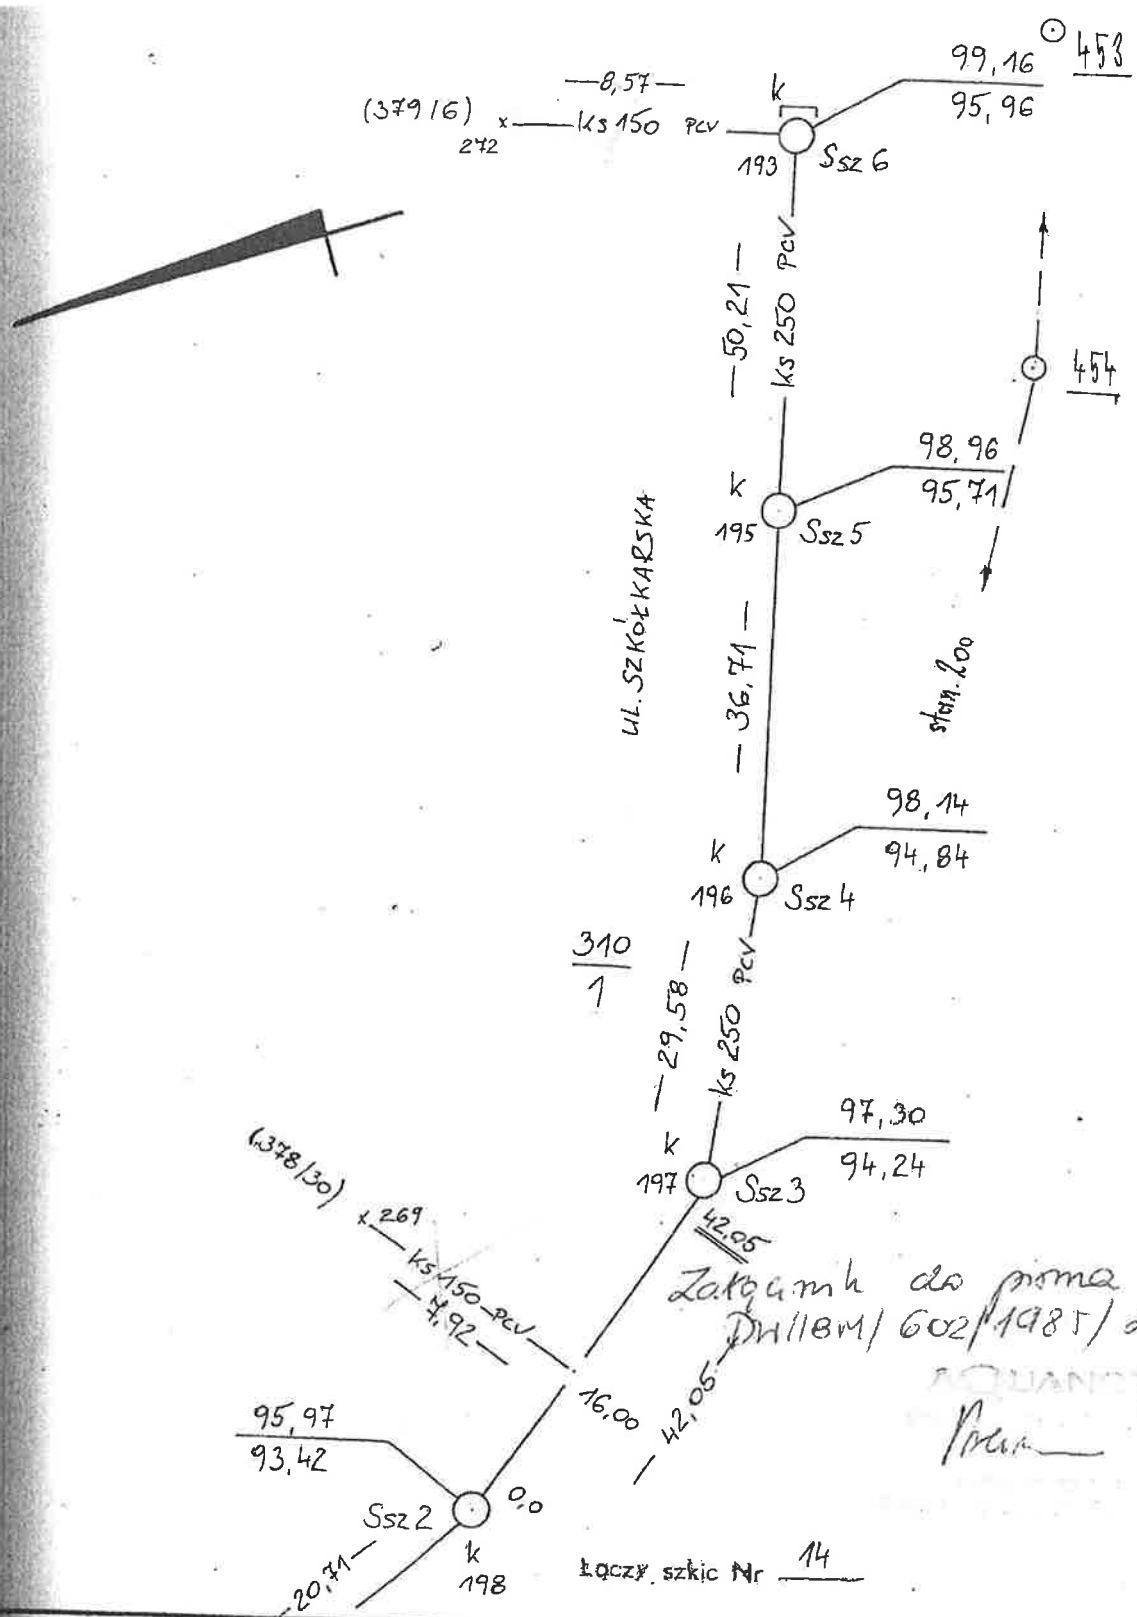 453
99,16
95,96
—8,57—
k
(379/6) x ks 150 PCV
272
193 Ssz 6
—50,21—
ks 250 PCV
454
98,96
95,71
k
195 Ssz 5
UL. SZKÓŁKARSKA
—36,71—
stan. 200
98,14
94,84
k
196 Ssz 4
310
1
—29,58—
ks 250 PCV
97,30
94,24
k
197 Ssz 3
42,05
(378/30)
x 269
ks 150 PCV
—7,92—
do pisma
602/1985/
16,00
—42,05—
95,97
93,42
0,0
Ssz 2
k
198
—20,71—
Łączy szkic Nr 14